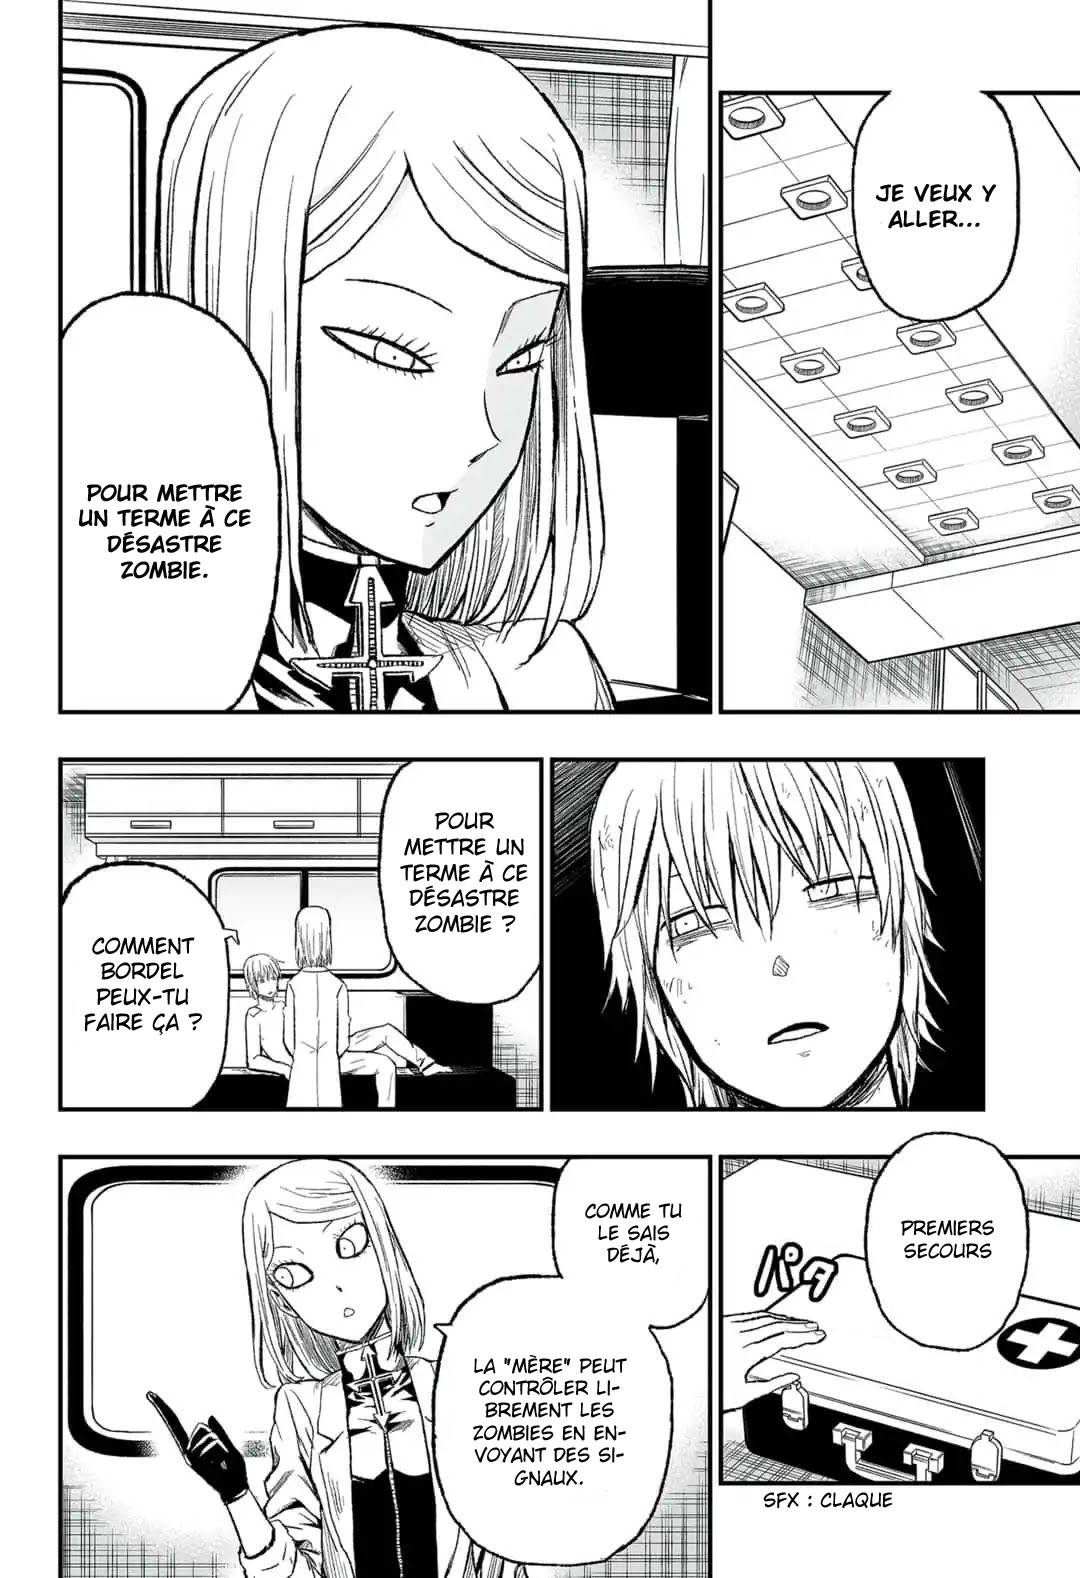 JE VEUX Y
ALLER...
POUR METTRE
UN TERME À CE
DÉSASTRE
ZOMBIE.
POUR
METTRE UN
TERME À CE
DÉSASTRE
ZOMBIE ?
COMMENT
BORDEL
PEUX-TU
FAIRE ÇA ?
PREMIERS
SECOURS
パタ
SFX : CLAQUE
COMME TU
LE SAIS
DÉJÀ,
LA "MÈRE" PEUT
CONTRÔLER LI-
BREMENT LES
ZOMBIES EN EN-
VOYANT DES SI-
GNAUX.